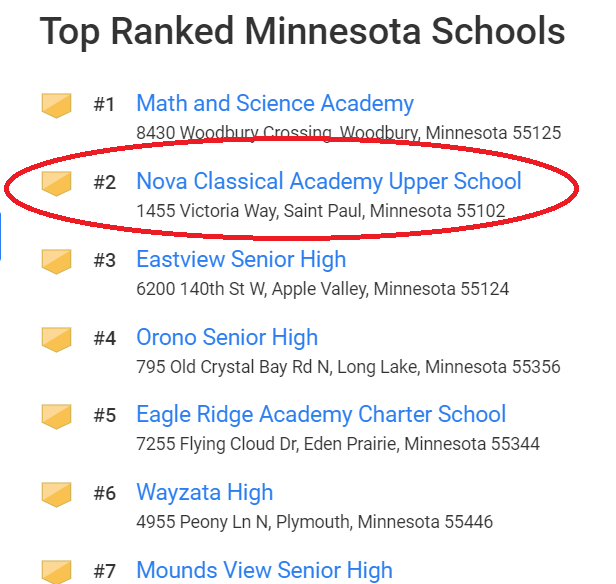 Top Ranked Minnesota Schools
#1 Math and Science Academy
8430 Woodbury Crossing, Woodbury, Minnesota 55125
#2 Nova Classical Academy Upper School
1455 Victoria Way, Saint Paul, Minnesota 55102
#3 Eastview Senior High
6200 140th St W, Apple Valley, Minnesota 55124
#4 Orono Senior High
795 Old Crystal Bay Rd N, Long Lake, Minnesota 55356
#5 Eagle Ridge Academy Charter School
7255 Flying Cloud Dr, Eden Prairie, Minnesota 55344
#6 Wayzata High
4955 Peony Ln N, Plymouth, Minnesota 55446
#7 Mounds View Senior High